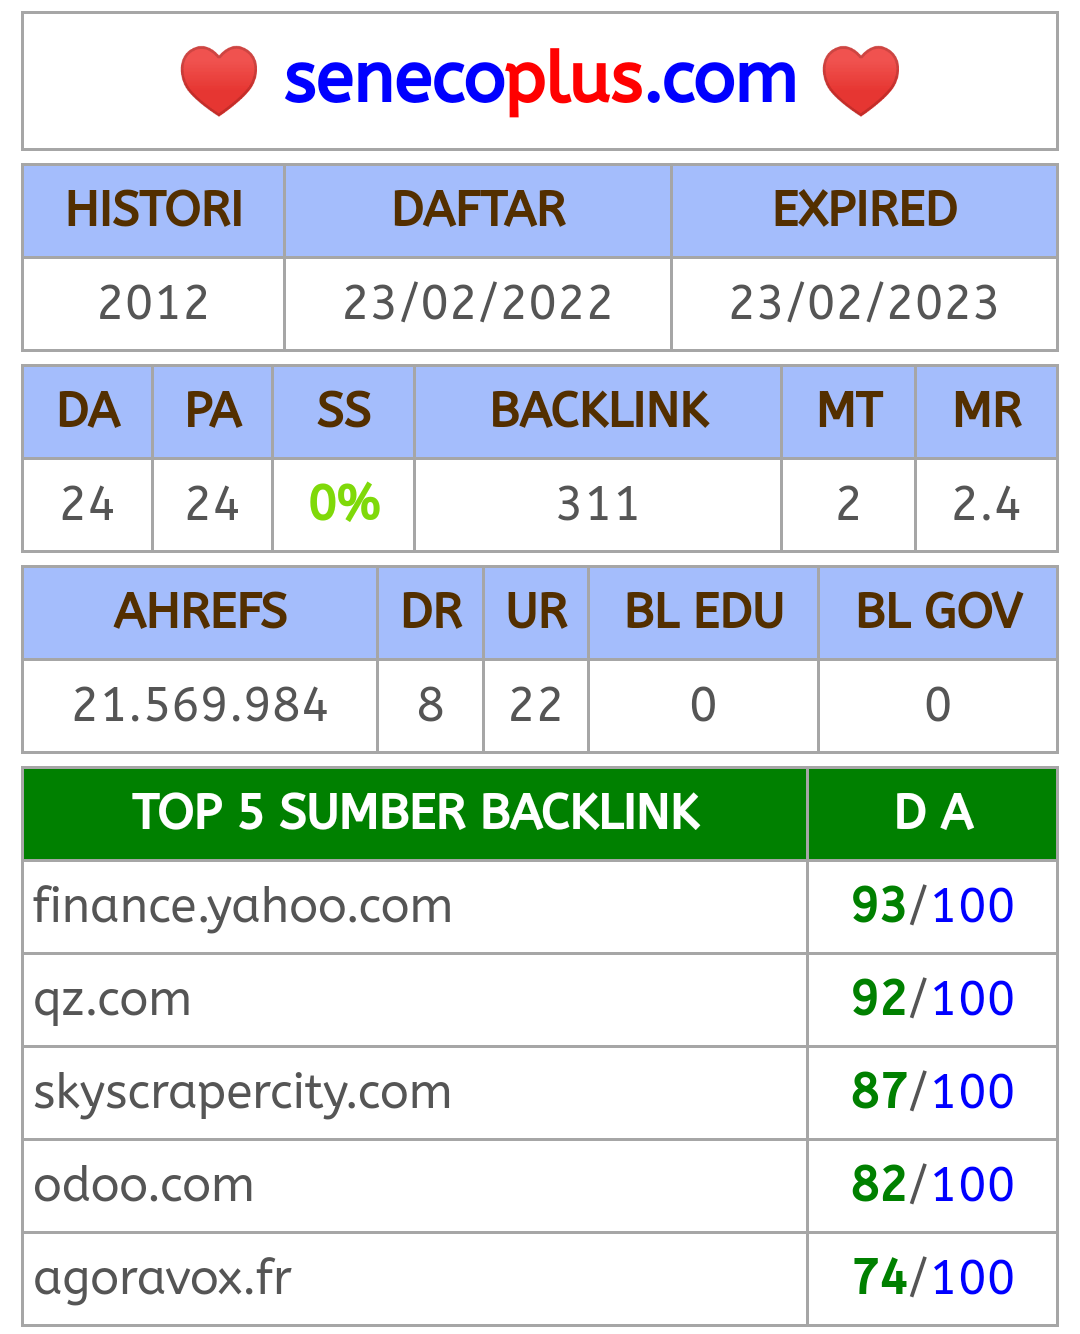 senecoplus.com
HISTORI DAFTAR EXPIRED
2012 23/02/2022 23/02/2023
DA PA SS BACKLINK MT MR
24 24 0% 311 2 2.4
AHREFS DR UR BL EDU BL GOV
21.569.984 8 22 0 0
TOP 5 SUMBER BACKLINK D A
finance.yahoo.com 93/100
qz.com 92/100
skyscrapercity.com 87/100
odoo.com 82/100
agoravox.fr 74/100